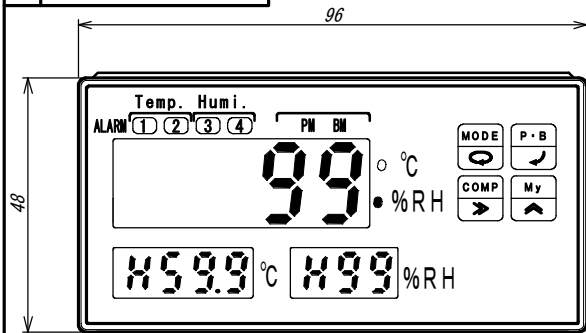 96
48
Temp. Humi.
ALARM 1 2 3 4 PM BM
99 °C
%RH
H59.9 °C H99 %RH
MODE P·B
COMP My